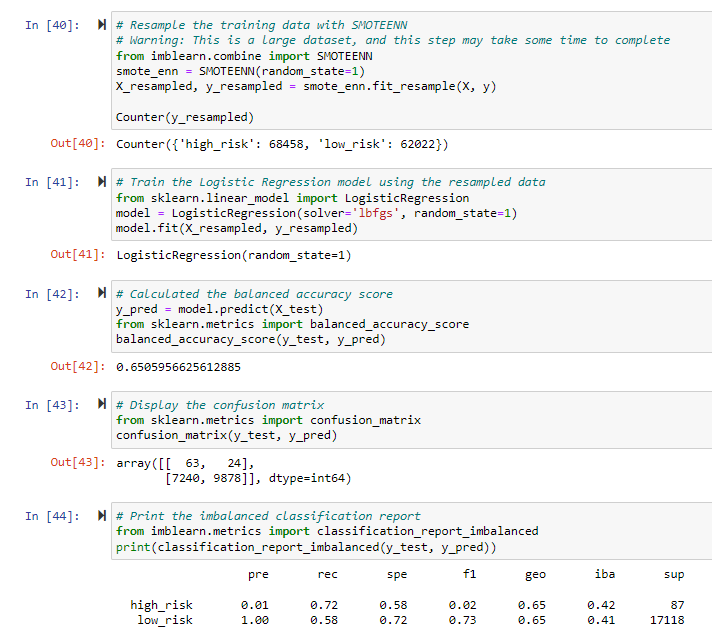 In [40]: # Resample the training data with SMOTEENN
# Warning: This is a large dataset, and this step may take some time to complete
from imblearn.combine import SMOTEENN
smote_enn = SMOTEENN(random_state=1)
X_resampled, y_resampled = smote_enn.fit_resample(X, y)
Counter(y_resampled)
Out[40]: Counter({'high_risk': 68458, 'low_risk': 62022})
In [41]: # Train the Logistic Regression model using the resampled data
from sklearn.linear_model import LogisticRegression
model = LogisticRegression(solver='lbfgs', random_state=1)
model.fit(X_resampled, y_resampled)
Out[41]: LogisticRegression(random_state=1)
In [42]: # Calculated the balanced accuracy score
y_pred = model.predict(X_test)
from sklearn.metrics import balanced_accuracy_score
balanced_accuracy_score(y_test, y_pred)
Out[42]: 0.6505956625612885
In [43]: # Display the confusion matrix
from sklearn.metrics import confusion_matrix
confusion_matrix(y_test, y_pred)
Out[43]: array([[  63,   24],
[7240, 9878]], dtype=int64)
In [44]: # Print the imbalanced classification report
from imblearn.metrics import classification_report_imbalanced
print(classification_report_imbalanced(y_test, y_pred))
pre rec spe f1 geo iba sup
high_risk 0.01 0.72 0.58 0.02 0.65 0.42 87
low_risk 1.00 0.58 0.72 0.73 0.65 0.41 17118